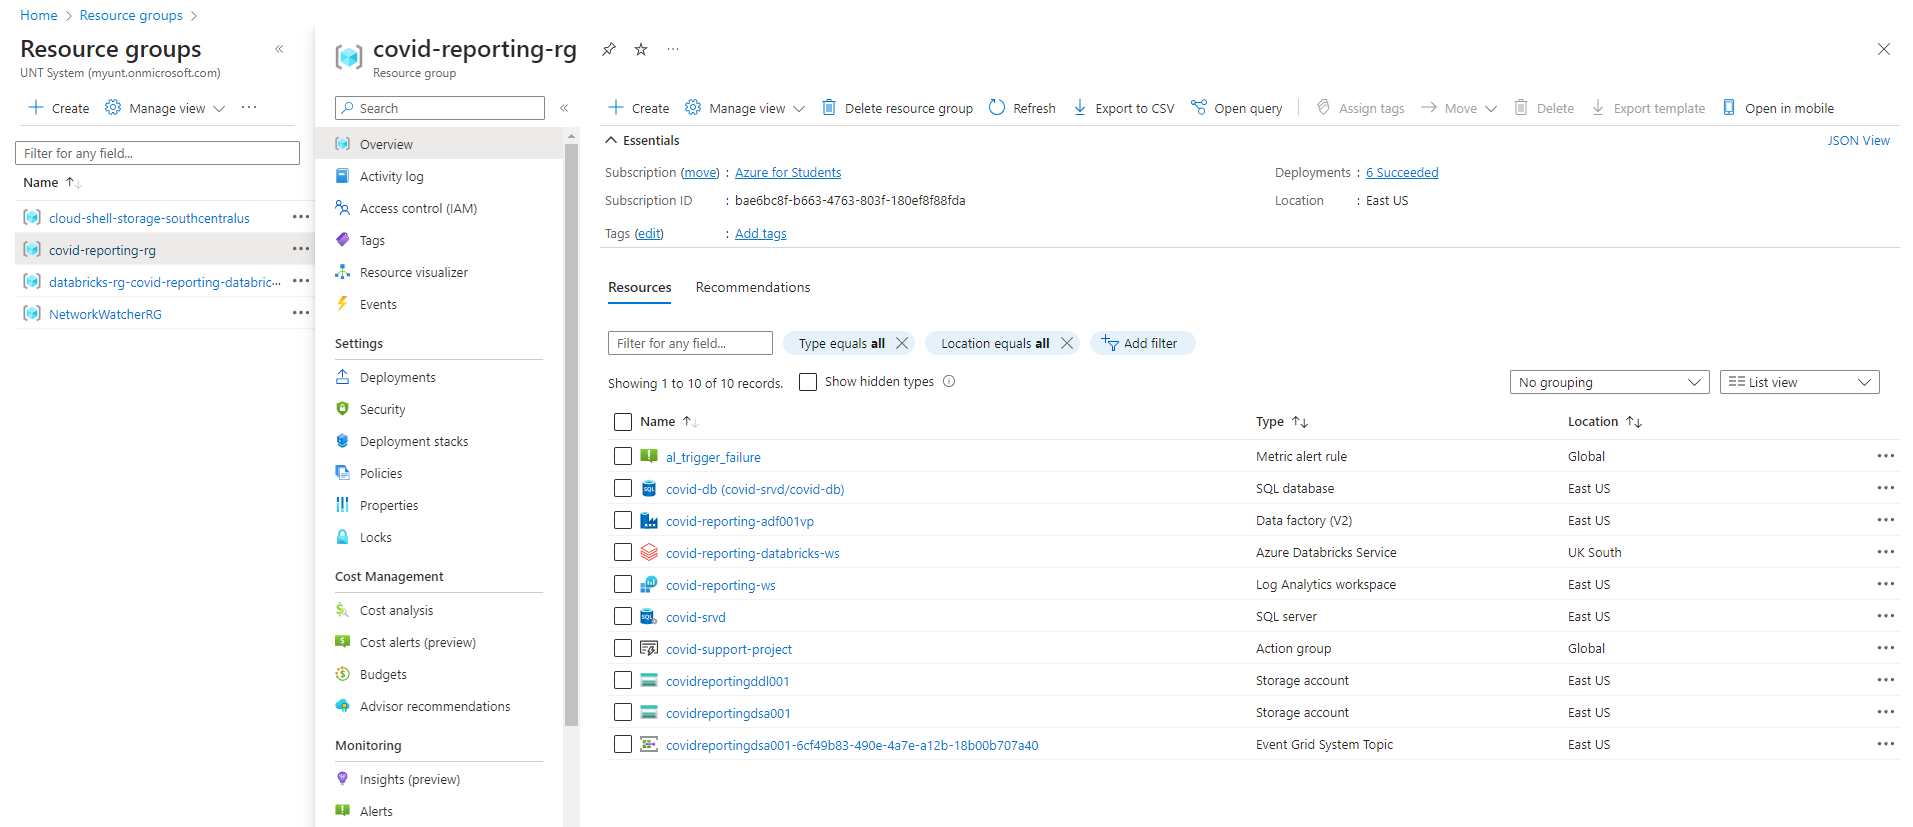 Home > Resource groups >
Resource groups «
UNT System (myunt.onmicrosoft.com)
+ Create Manage view ···
Filter for any field...
Name ↑↓
cloud-shell-storage-southcentralus ···
covid-reporting-rg ···
databricks-rg-covid-reporting-databric... ···
NetworkWatcherRG ···
covid-reporting-rg ···
Resource group
Search «
Overview
Activity log
Access control (IAM)
Tags
Resource visualizer
Events
Settings
Deployments
Security
Deployment stacks
Policies
Properties
Locks
Cost Management
Cost analysis
Cost alerts (preview)
Budgets
Advisor recommendations
Monitoring
Insights (preview)
Alerts
+ Create Manage view Delete resource group Refresh Export to CSV Open query Assign tags Move Delete Export template Open in mobile
Essentials JSON View
Subscription (move) : Azure for Students Deployments : 6 Succeeded
Subscription ID : bae6bc8f-b663-4763-803f-180ef8f88fda Location : East US
Tags (edit) : Add tags
Resources Recommendations
Filter for any field... Type equals all Location equals all Add filter
Showing 1 to 10 of 10 records. Show hidden types No grouping List view
Name ↑↓ Type ↑↓ Location ↑↓
al_trigger_failure Metric alert rule Global ···
covid-db (covid-srvd/covid-db) SQL database East US ···
covid-reporting-adf001vp Data factory (V2) East US ···
covid-reporting-databricks-ws Azure Databricks Service UK South ···
covid-reporting-ws Log Analytics workspace East US ···
covid-srvd SQL server East US ···
covid-support-project Action group Global ···
covidreportingddl001 Storage account East US ···
covidreportingdsa001 Storage account East US ···
covidreportingdsa001-6cf49b83-490e-4a7e-a12b-18b00b707a40 Event Grid System Topic East US ···